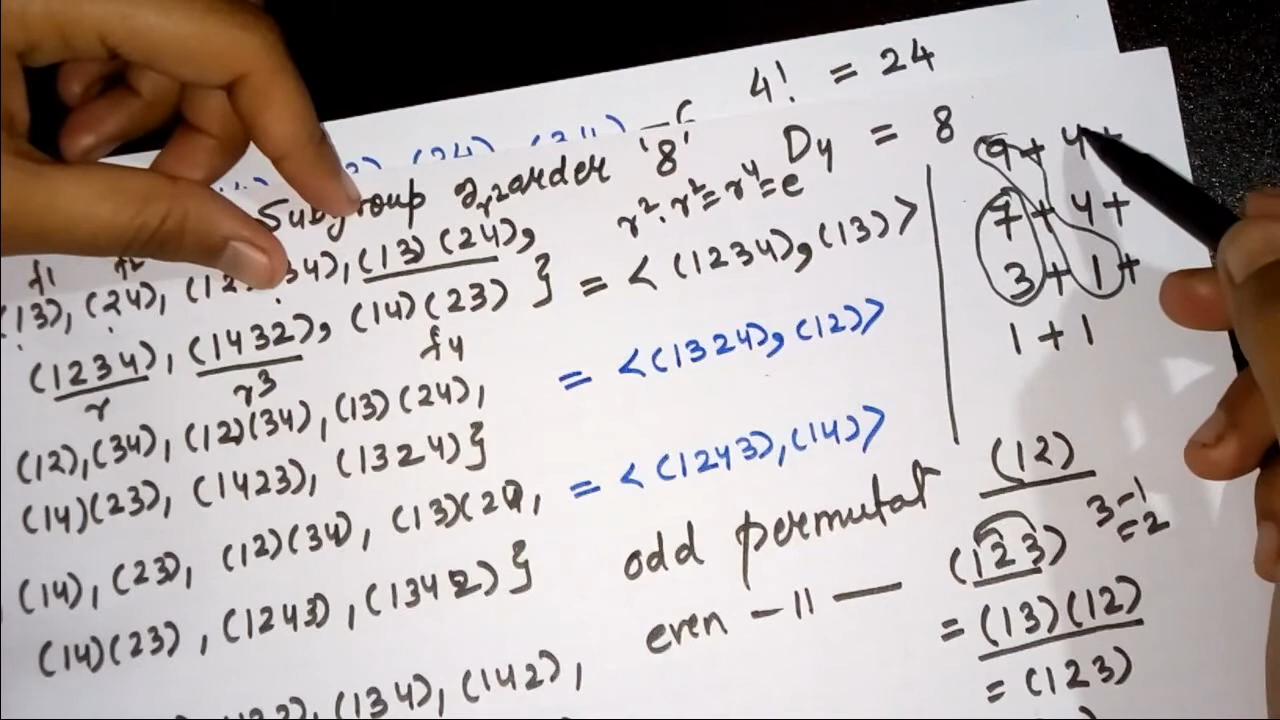 4! = 24
(24)
Subgroup of order '8' D4 = 8
r². r² = r⁴ = e
(13), (24), (12)(34), (13)(24),
(1234), (1432), (14)(23) } = <(1234), (13)>
r r3 f4
(12), (34), (12)(34), (13)(24), = <(1324), (12)>
(14)(23), (1423), (1324)}
(14), (23), (12)(34), (13)(24), = <(1243), (14)>
(14)(23), (1243), (1342)}
(134), (142),
9 + 4 +
7 + 4 +
3 + 1 +
1 + 1
odd permutat (12)
even -11- (123) 3-1
=2
= (13)(12)
= (123)